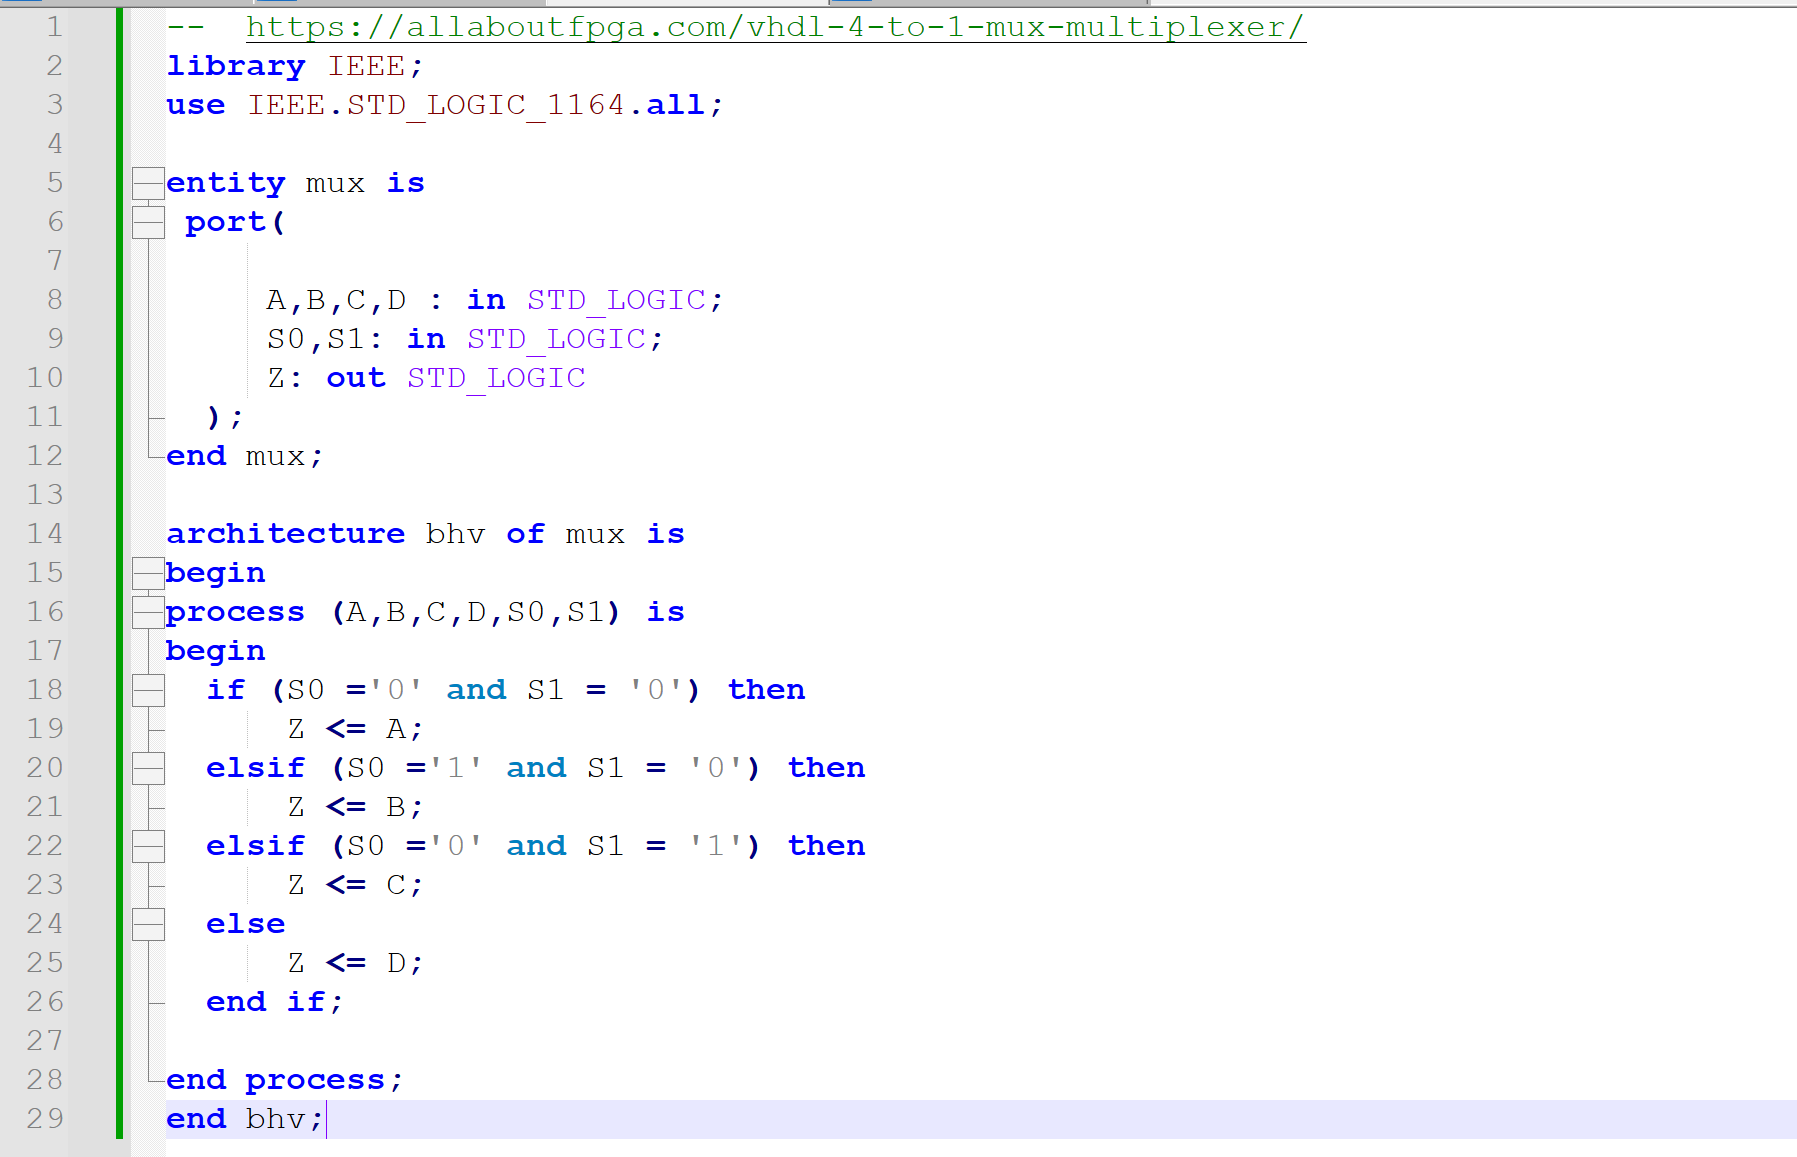 1 -- https://allaboutfpga.com/vhdl-4-to-1-mux-multiplexer/
2 library IEEE;
3 use IEEE.STD_LOGIC_1164.all;
4
5 entity mux is
6 port(
7
8 A,B,C,D : in STD_LOGIC;
9 S0,S1: in STD_LOGIC;
10 Z: out STD_LOGIC
11 );
12 end mux;
13
14 architecture bhv of mux is
15 begin
16 process (A,B,C,D,S0,S1) is
17 begin
18 if (S0 ='0' and S1 = '0') then
19 Z <= A;
20 elsif (S0 ='1' and S1 = '0') then
21 Z <= B;
22 elsif (S0 ='0' and S1 = '1') then
23 Z <= C;
24 else
25 Z <= D;
26 end if;
27
28 end process;
29 end bhv;